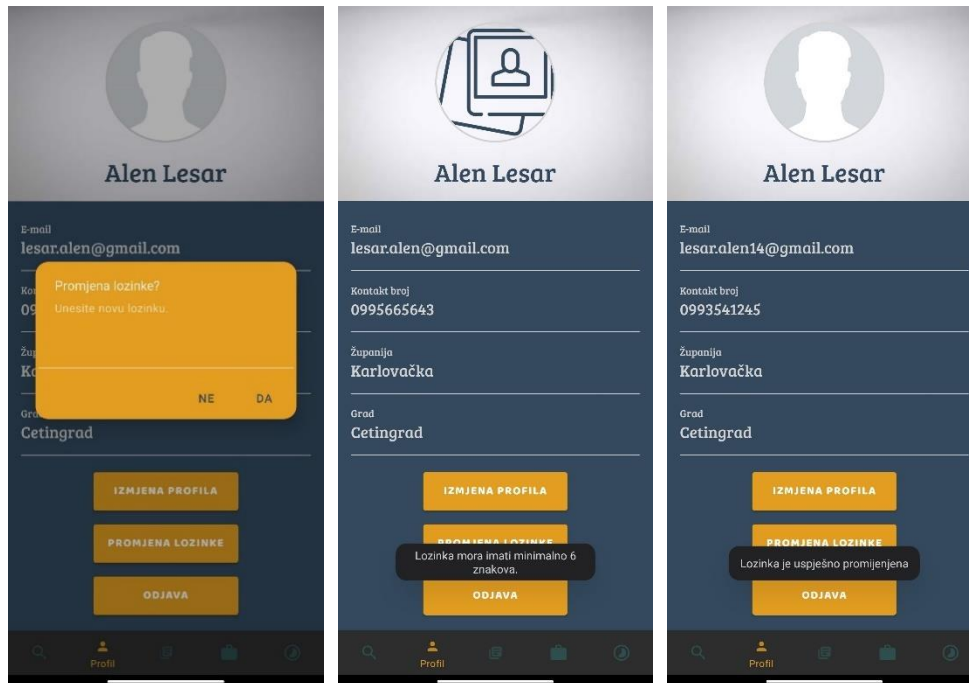 Alen Lesar
E-mail
lesar.alen@gmail.com
Promjena lozinke?
Unesite novu lozinku.
NE DA
Cetingrad
IZMJENA PROFILA
PROMJENA LOZINKE
ODJAVA
Profil
Alen Lesar
E-mail
lesar.alen@gmail.com
Kontakt broj
0995665643
Županija
Karlovačka
Grad
Cetingrad
IZMJENA PROFILA
PROMJENA LOZINKE
Lozinka mora imati minimalno 6
znakova.
ODJAVA
Profil
Alen Lesar
E-mail
lesar.alen14@gmail.com
Kontakt broj
0993541245
Županija
Karlovačka
Grad
Cetingrad
IZMJENA PROFILA
PROMJENA LOZINKE
Lozinka je uspješno promijenjena
ODJAVA
Profil